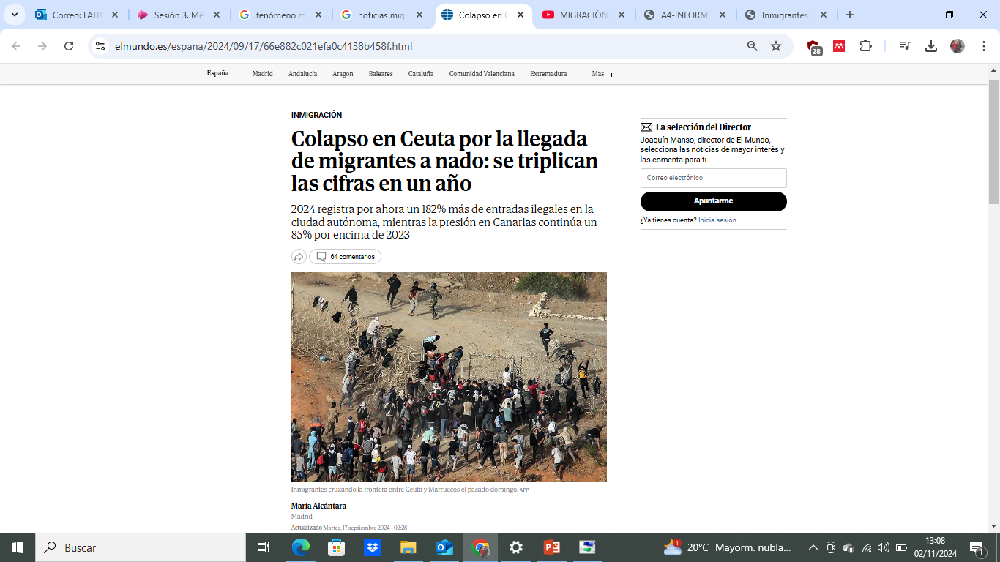 Correo: FATIM
Sesión 3. Mé
fenómeno m
noticias migr
Colapso en C
MIGRACIÓN
A4-INFORM
Inmigrantes
elmundo.es/espana/2024/09/17/66e882c021efa0c4138b458f.html
28
España
Madrid
Andalucía
Aragón
Baleares
Cataluña
Comunidad Valenciana
Extremadura
Más +
INMIGRACIÓN
Colapso en Ceuta por la llegada
de migrantes a nado: se triplican
las cifras en un año
2024 registra por ahora un 182% más de entradas ilegales en la
ciudad autónoma, mientras la presión en Canarias continúa un
85% por encima de 2023
64 comentarios
Inmigrantes cruzando la frontera entre Ceuta y Marruecos el pasado domingo. AFP
María Alcántara
Madrid
Actualizado Martes, 17 septiembre 2024 - 02:28
La selección del Director
Joaquín Manso, director de El Mundo,
selecciona las noticias de mayor interés y
las comenta para ti.
Correo electrónico
Apuntarme
¿Ya tienes cuenta? Inicia sesión
Buscar
1
20°C Mayorm. nubla...
13:08
02/11/2024
1